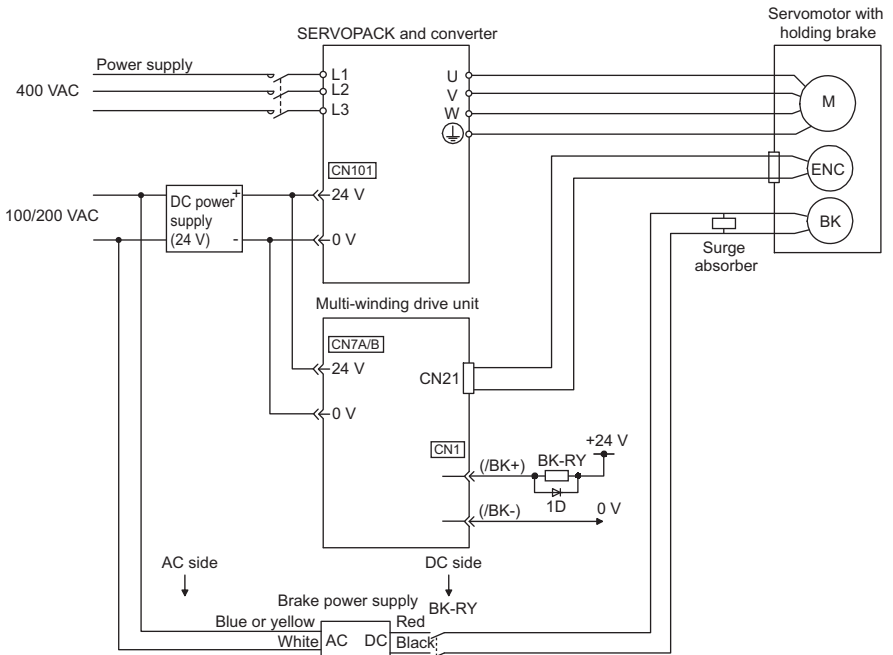 SERVOPACK and converter
Servomotor with
holding brake
Power supply
400 VAC
L1
L2
L3
U
V
W
M
CN101
ENC
24 V
100/200 VAC
DC power
supply
(24 V)
+
-
0 V
BK
Surge
absorber
Multi-winding drive unit
CN7A/B
24 V
CN21
0 V
CN1
+24 V
(/BK+)
BK-RY
1D
(/BK-)
0 V
AC side
DC side
Brake power supply
BK-RY
Blue or yellow
Red
White
AC
DC
Black